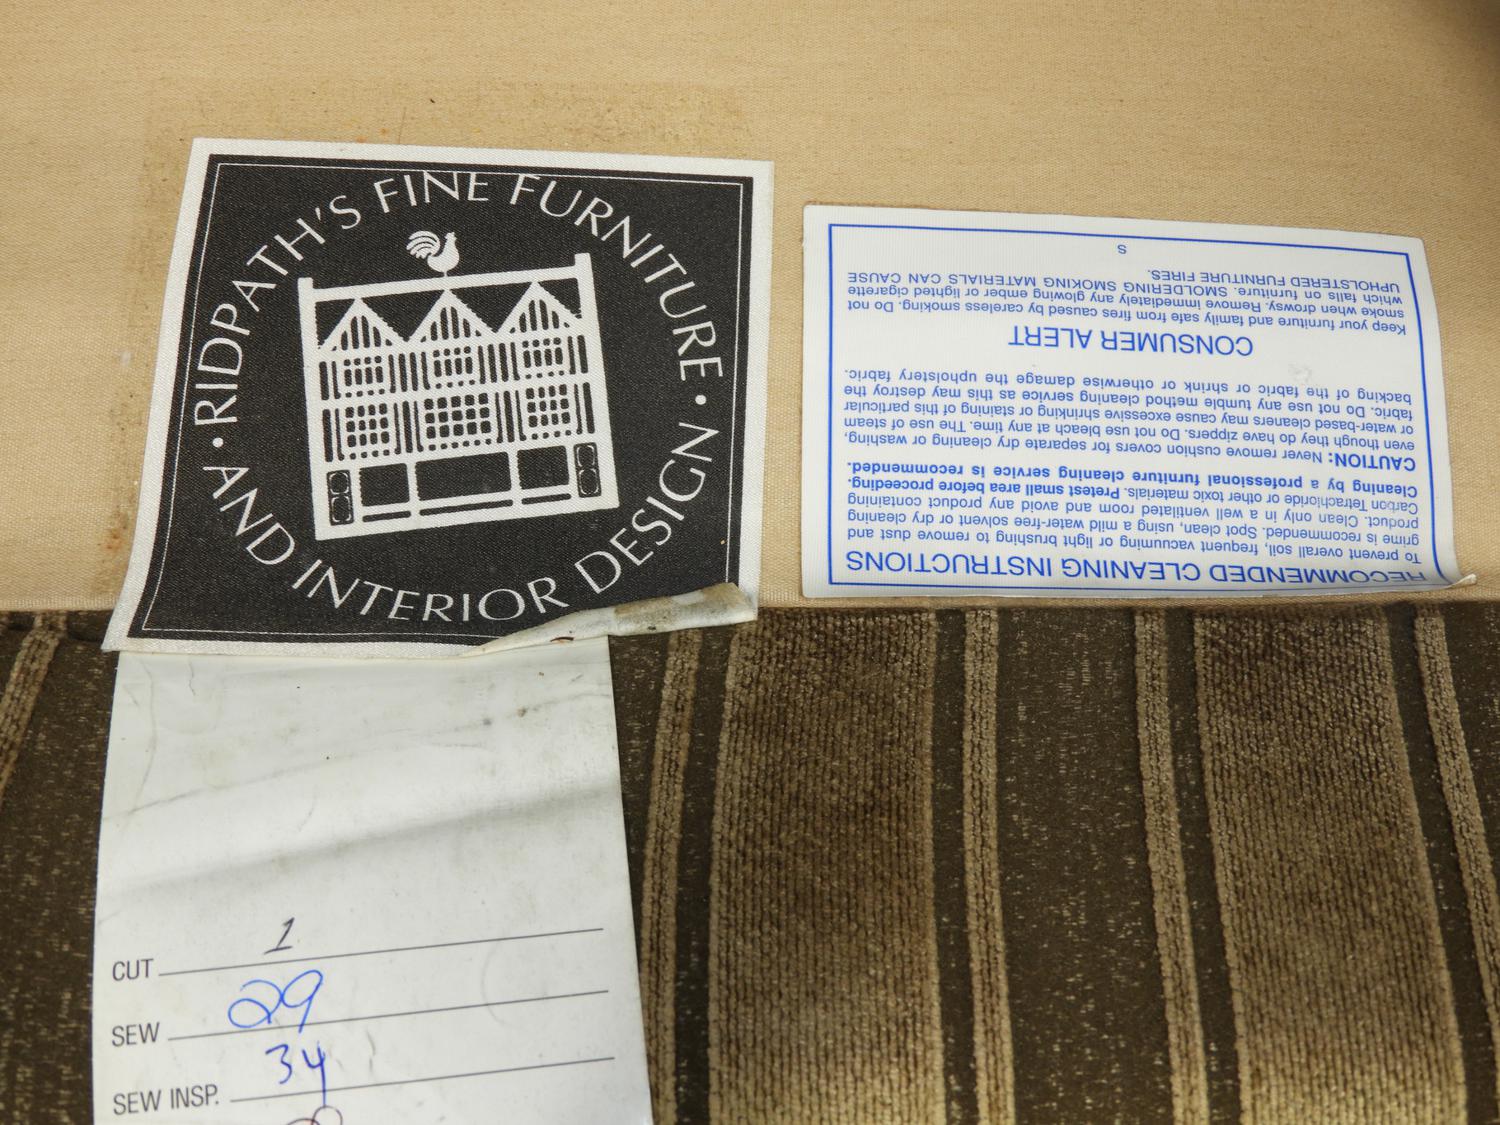 RIDPATH'S FINE FURNITURE • AND INTERIOR DESIGN •
RECOMMENDED CLEANING INSTRUCTIONS
To prevent overall soil, frequent vacuuming or light brushing to remove dust and
grime is recommended. Spot clean, using a mild water-free solvent or dry cleaning
product. Clean only in a well ventilated room and avoid any product containing
Carbon Tetrachloride or other toxic materials. Pretest small area before proceeding.
Cleaning by a professional furniture cleaning service is recommended.
CAUTION: Never remove cushion covers for separate dry cleaning or washing,
even though they do have zippers. Do not use bleach at any time. The use of steam
or water-based cleaners may cause excessive shrinking or staining of this particular
fabric. Do not use any tumble method cleaning service as this may destroy the
backing of the fabric or shrink or otherwise damage the upholstery fabric.
CONSUMER ALERT
Keep your furniture and family safe from fires caused by careless smoking. Do not
smoke when drowsy. Remove immediately any glowing ember or lighted cigarette
which falls on furniture. SMOLDERING SMOKING MATERIALS CAN CAUSE
UPHOLSTERED FURNITURE FIRES.
S
CUT 1
SEW 29
SEW INSP. 34